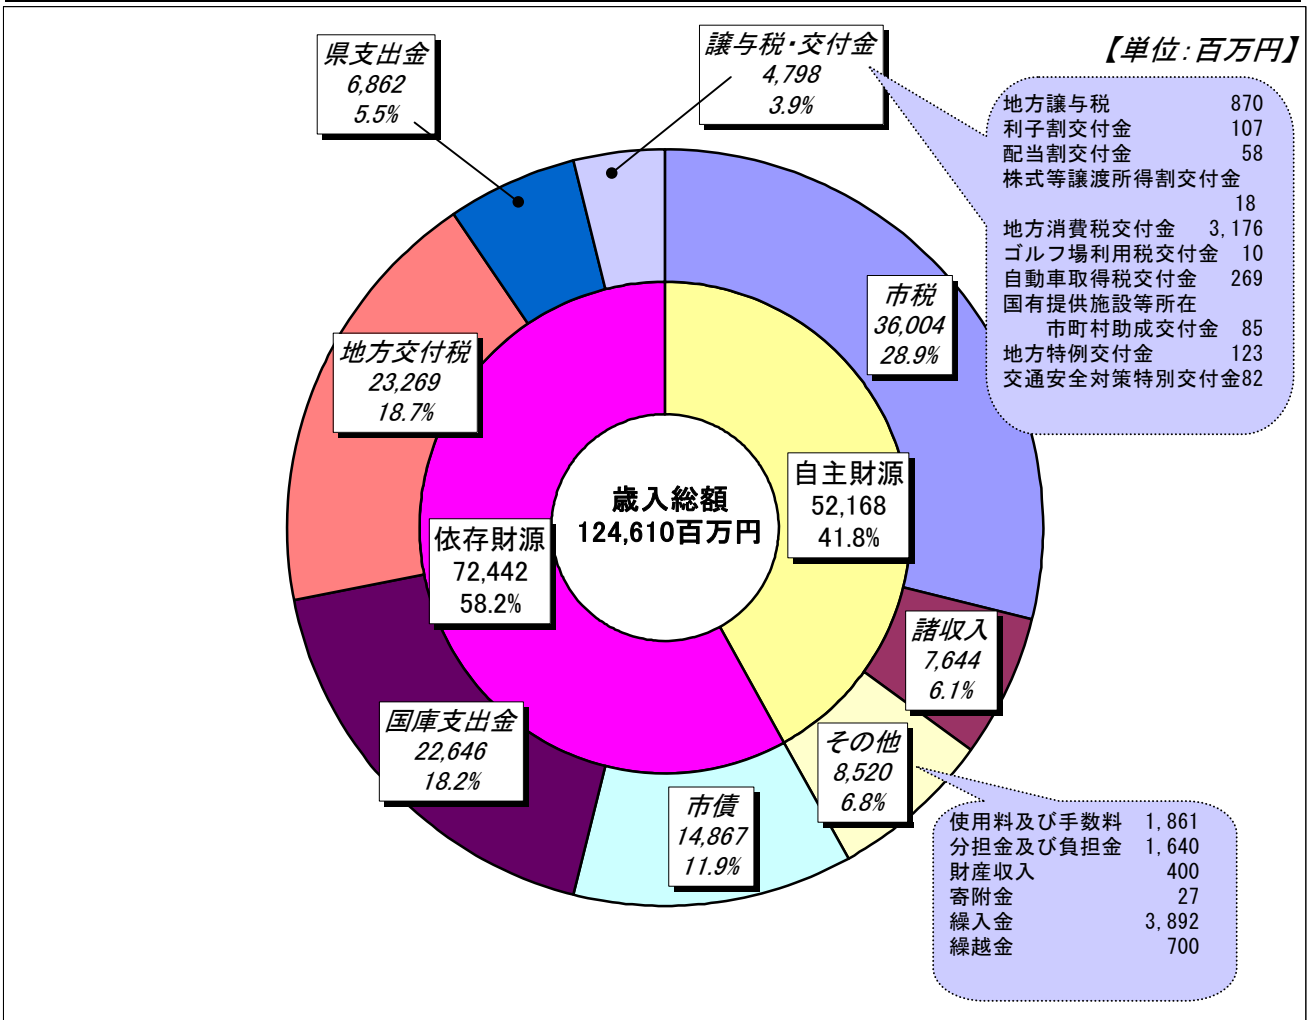 【単位:百万円】
県支出金
6,862
5.5%
譲与税・交付金
4,798
3.9%
地方譲与税 870
利子割交付金 107
配当割交付金 58
株式等譲渡所得割交付金
18
地方消費税交付金 3,176
ゴルフ場利用税交付金 10
自動車取得税交付金 269
国有提供施設等所在
市町村助成交付金 85
地方特例交付金 123
交通安全対策特別交付金82
市税
36,004
28.9%
地方交付税
23,269
18.7%
歳入総額
124,610百万円
自主財源
52,168
41.8%
依存財源
72,442
58.2%
諸収入
7,644
6.1%
国庫支出金
22,646
18.2%
その他
8,520
6.8%
市債
14,867
11.9%
使用料及び手数料 1,861
分担金及び負担金 1,640
財産収入 400
寄附金 27
繰入金 3,892
繰越金 700